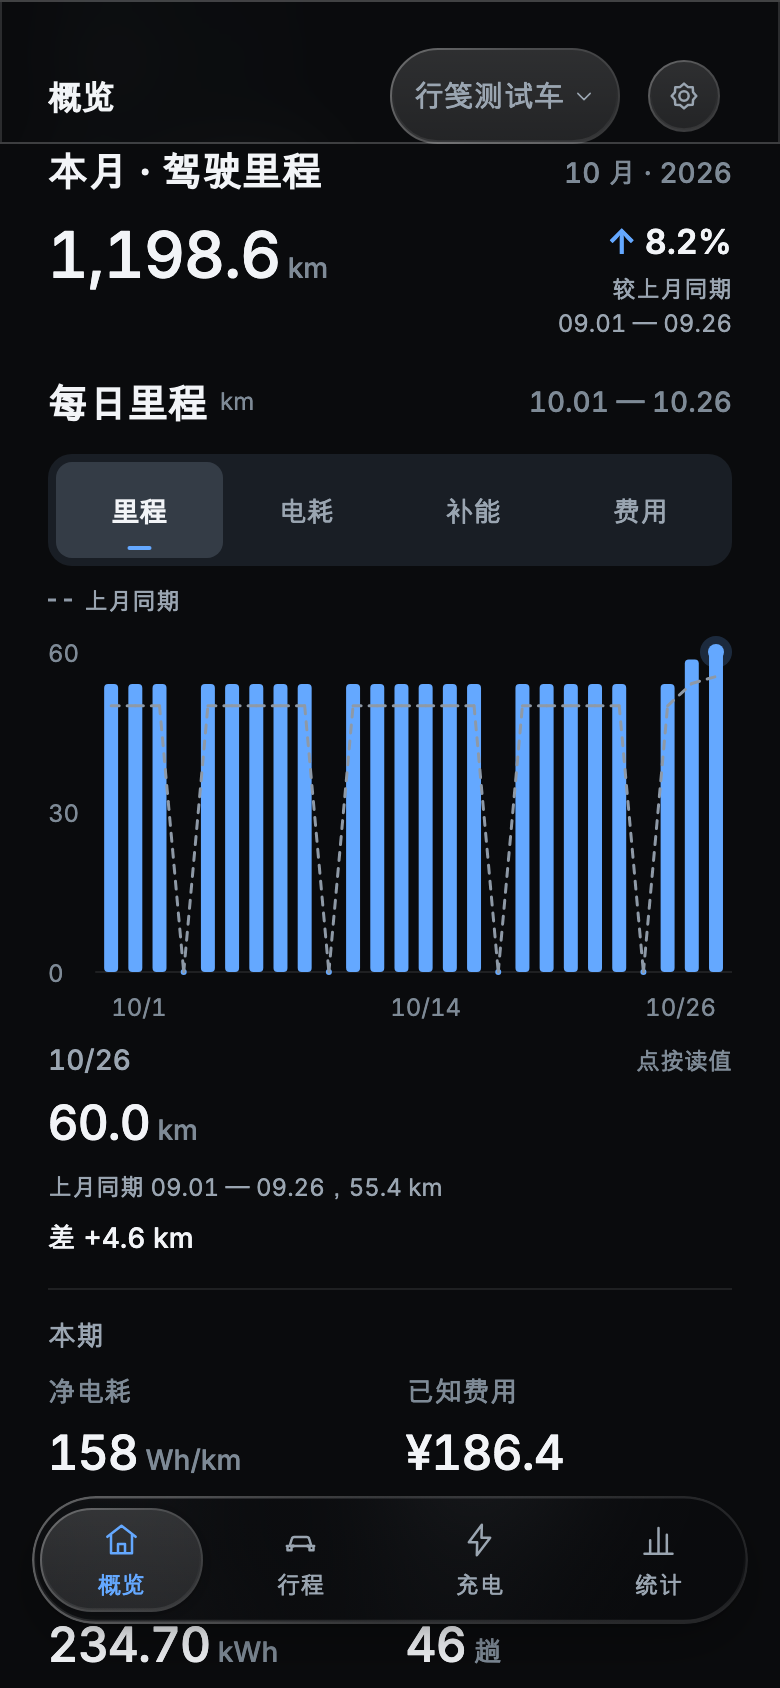 概览
行笺测试车
本月 · 驾驶里程
10 月 · 2026
1,198.6 km
↑ 8.2%
较上月同期
09.01 — 09.26
每日里程 km
10.01 — 10.26
里程
电耗
补能
费用
-- 上月同期
60
30
0
10/1
10/14
10/26
10/26
点按读值
60.0 km
上月同期 09.01 — 09.26，55.4 km
差 +4.6 km
本期
净电耗
已知费用
158 Wh/km
¥186.4
概览
行程
充电
统计
234.70 kWh
46 趟